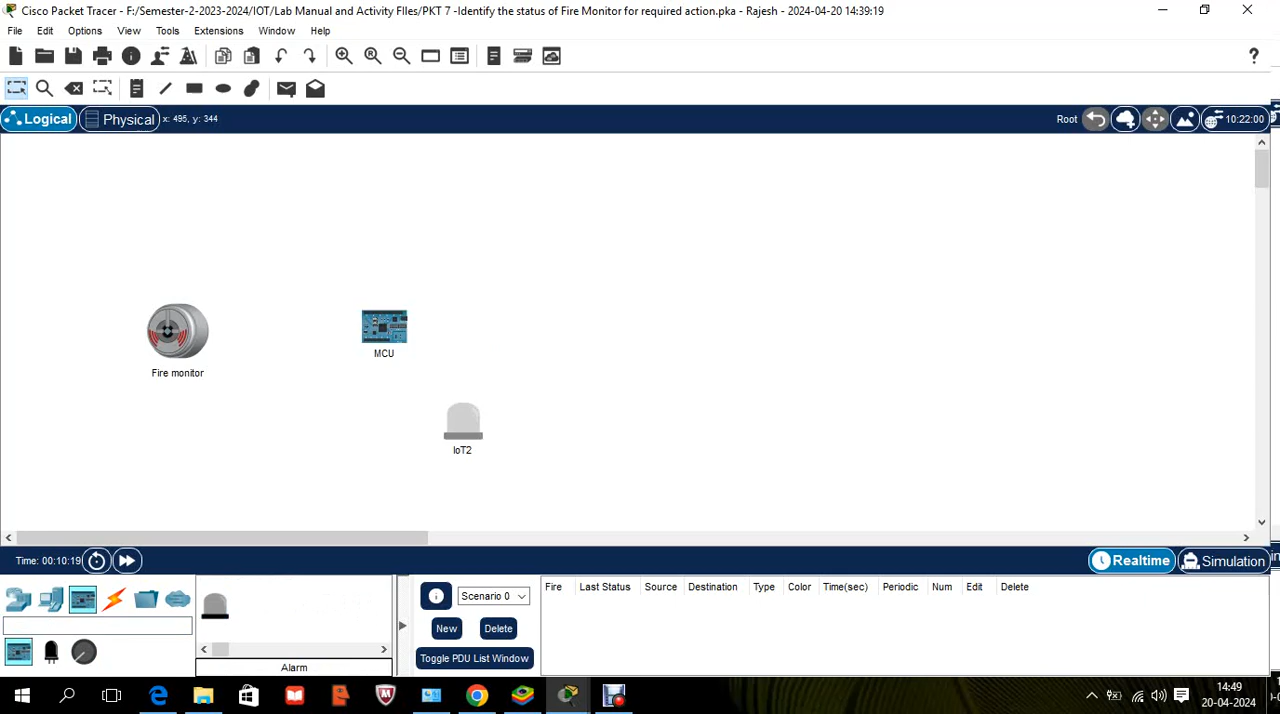 Cisco Packet Tracer - F:/Semester-2-2023-2024/IOT/Lab Manual and Activity FIles/PKT 7 -Identify the status of Fire Monitor for required action.pka - Rajesh - 2024-04-20 14:39:19
File Edit Options View Tools Extensions Window Help
?
Logical Physical x: 495, y: 344 Root 10:22:00
Fire monitor
MCU
IoT2
Time: 00:10:19 Realtime Simulation
Scenario 0
New Delete
Toggle PDU List Window
Fire Last Status Source Destination Type Color Time(sec) Periodic Num Edit Delete
Alarm
14:49
20-04-2024